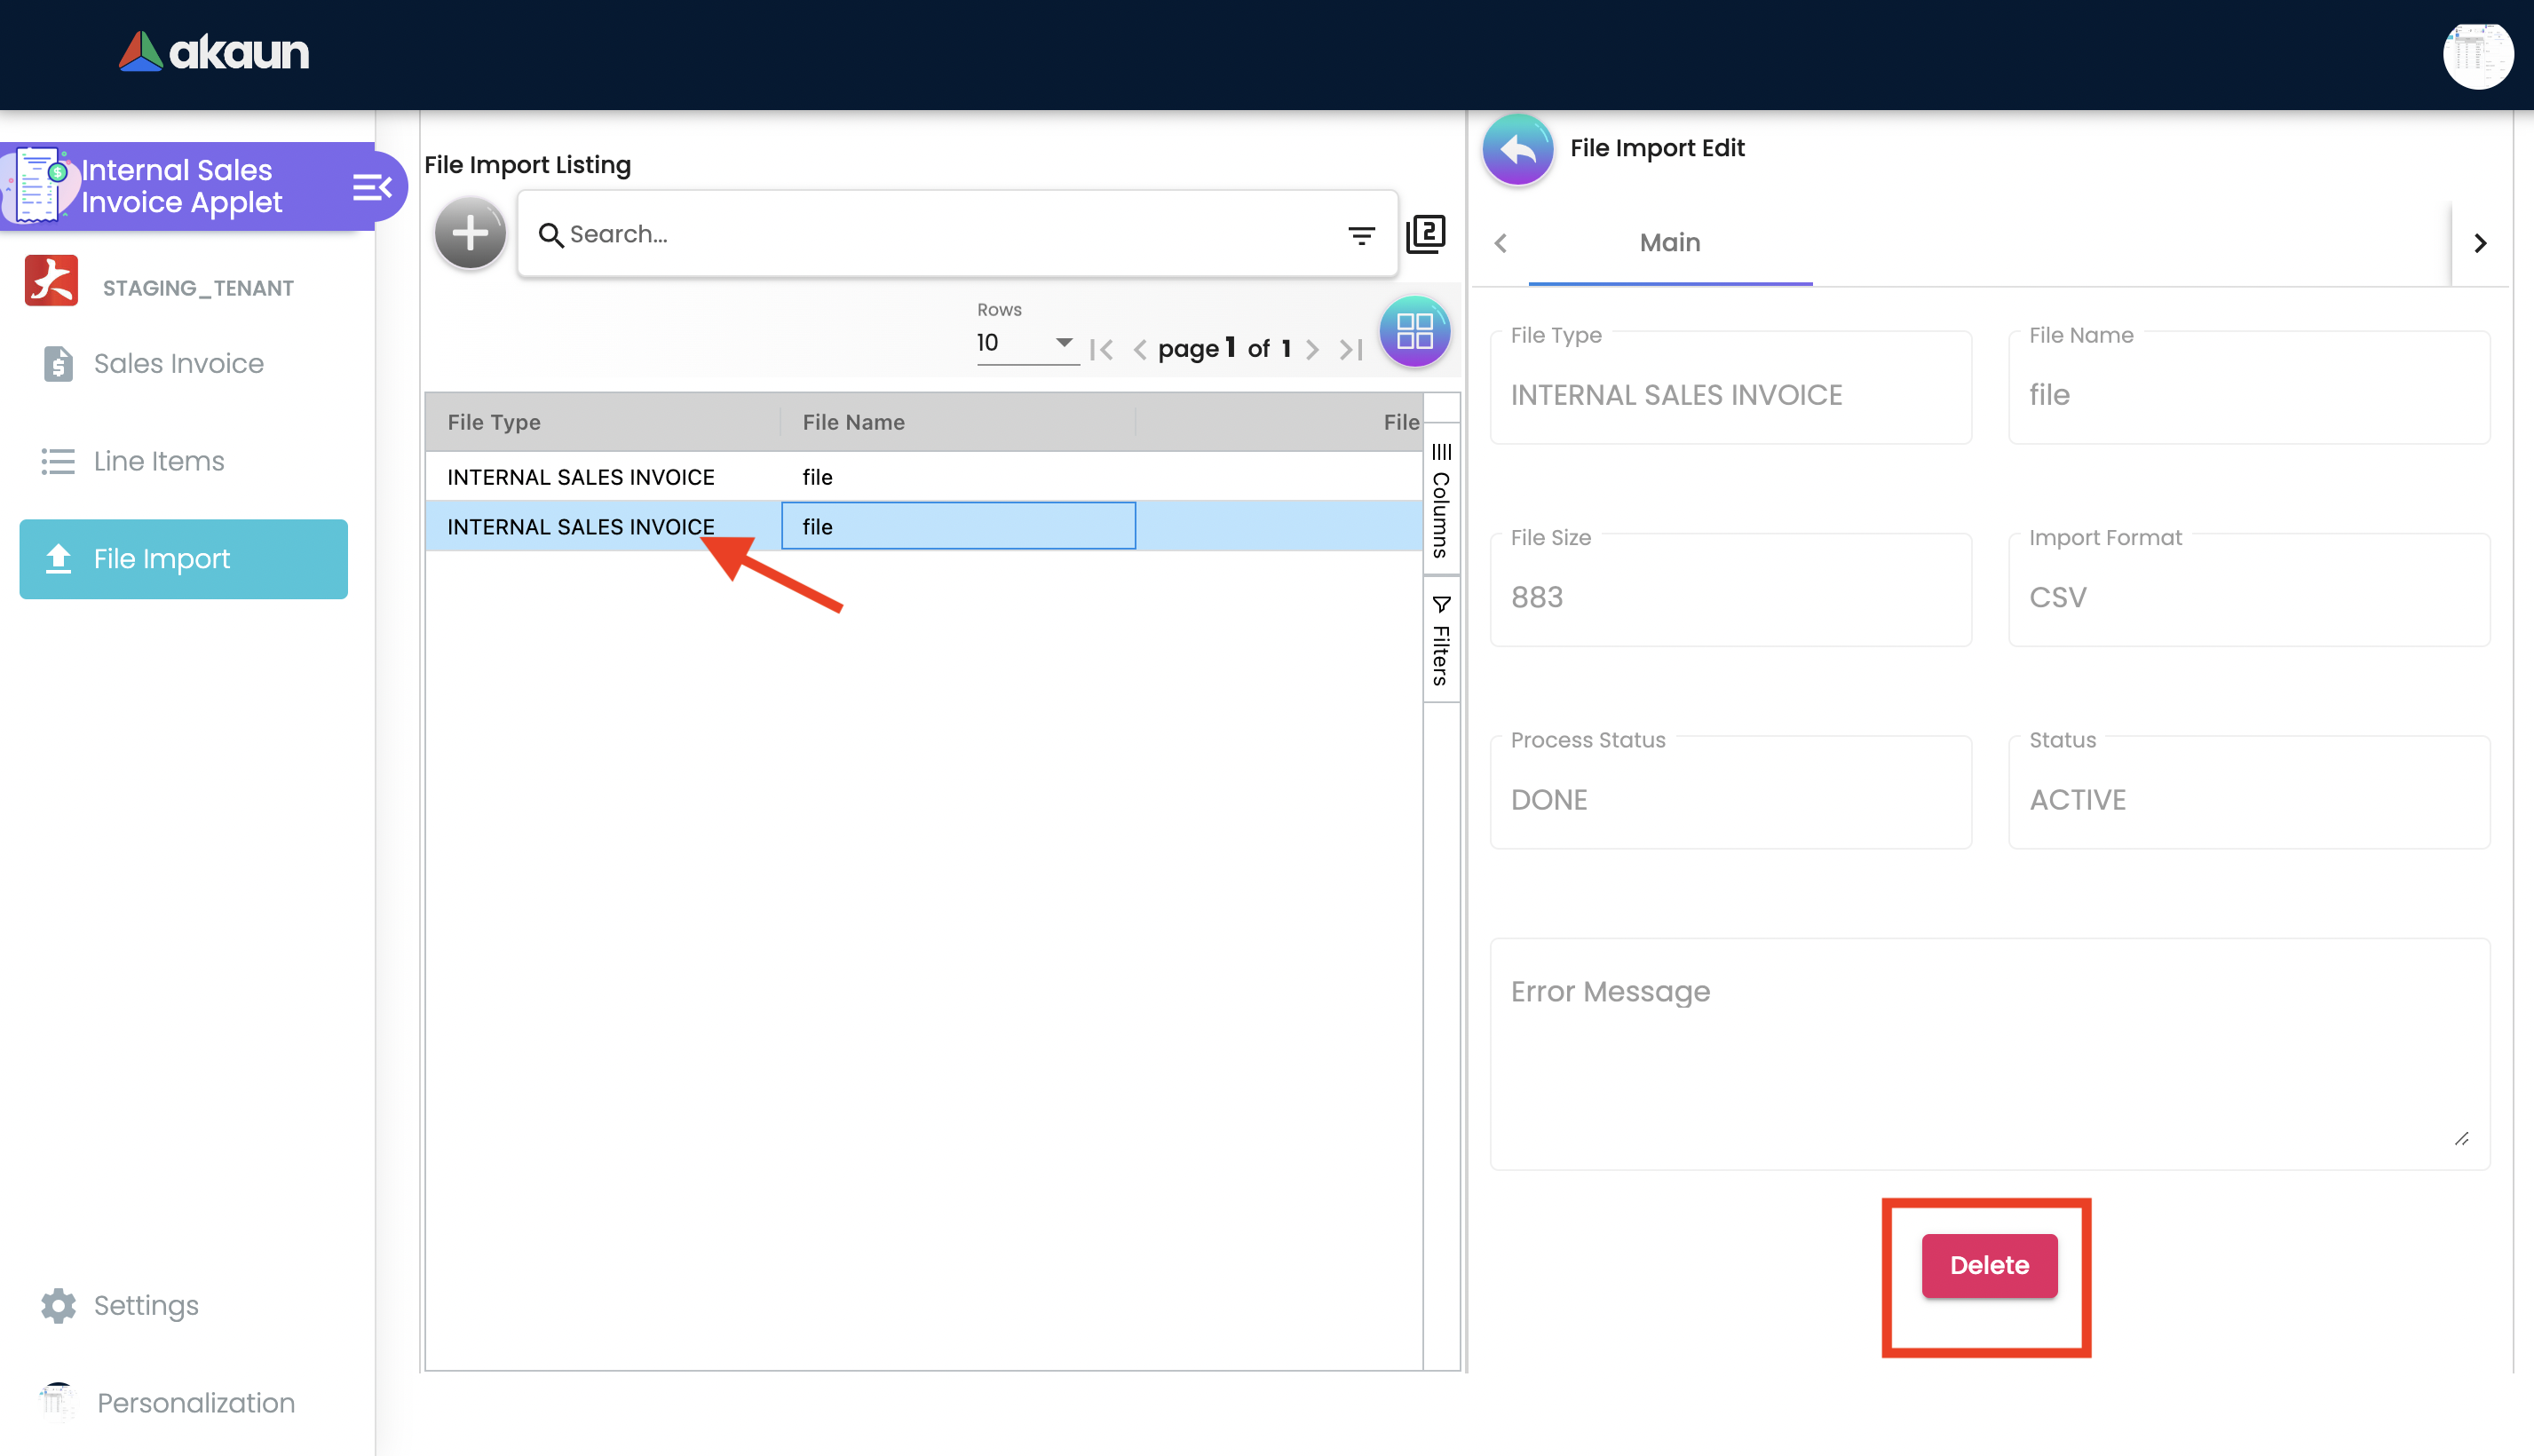 akaun
Internal Sales
Invoice Applet
STAGING_TENANT
Sales Invoice
Line Items
File Import
Settings
Personalization
File Import Listing
Search...
2
Rows
10
page 1 of 1
File Type File Name File
INTERNAL SALES INVOICE file
INTERNAL SALES INVOICE file
Columns
Filters
File Import Edit
Main
File Type
INTERNAL SALES INVOICE
File Name
file
File Size
883
Import Format
CSV
Process Status
DONE
Status
ACTIVE
Error Message
Delete